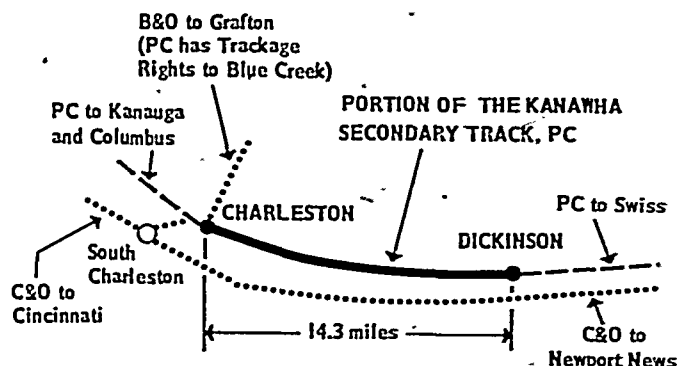 B&O to Grafton
(PC has Trackage
Rights to Blue Creek)
PC to Kanauga
and Columbus
PORTION OF THE KANAWHA
SECONDARY TRACK, PC
CHARLESTON
PC to Swiss
DICKINSON
South
Charleston
C&O to
Cincinnati
14.3 miles
C&O to
Newport News